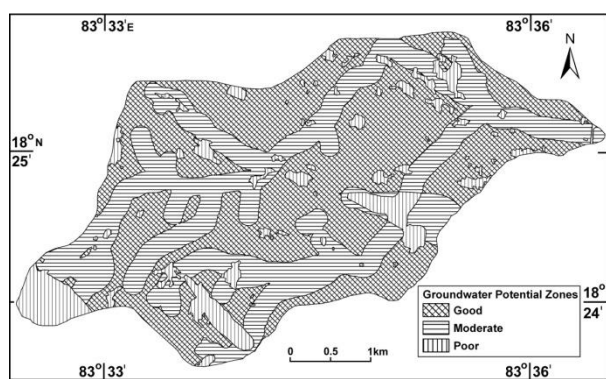 83° 33' E
83° 36'
N
18° N
25'
18°
24'
Groundwater Potential Zones
Good
Moderate
Poor
0 0.5 1km
83° 33'
83° 36'